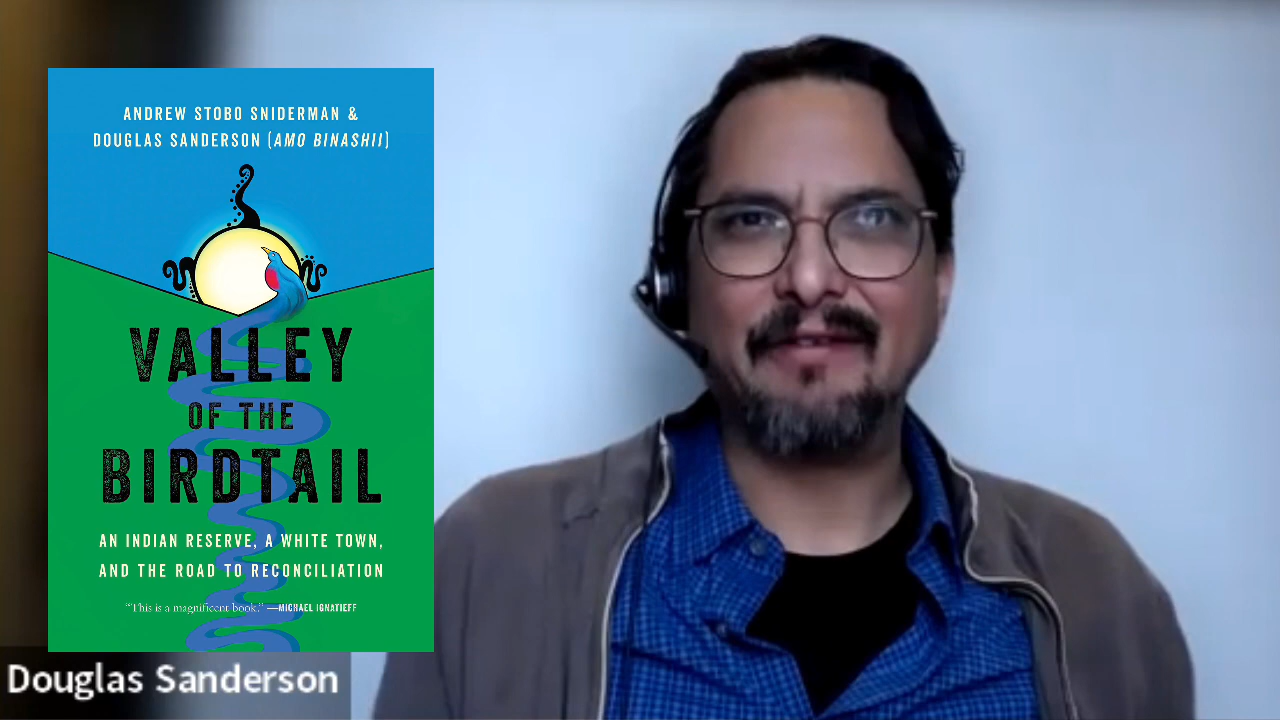 ANDREW STOBO SNIDERMAN &
DOUGLAS SANDERSON (AMO BINASHII)
VALLEY
OF THE
BIRDTAIL
AN INDIAN RESERVE, A WHITE TOWN,
AND THE ROAD TO RECONCILIATION
"This is a magnificent book." —MICHAEL IGNATIEFF
Douglas Sanderson